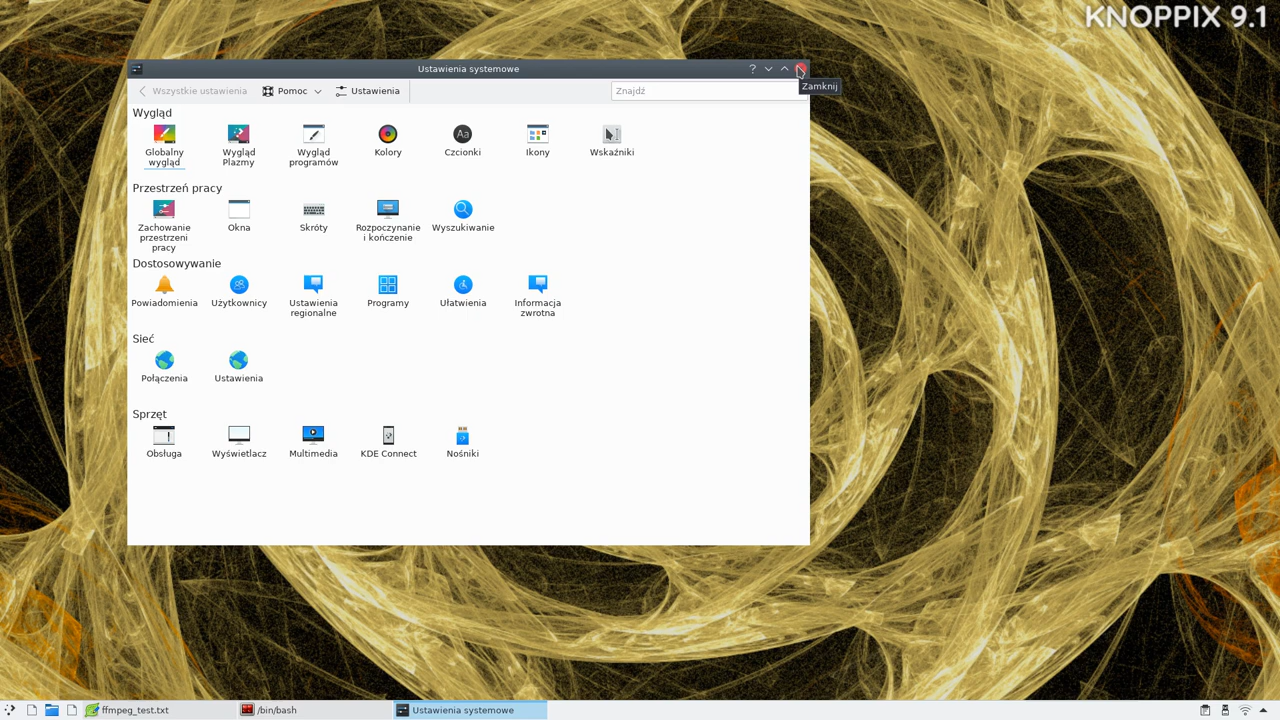 KNOPPIX 9.1
Ustawienia systemowe
Zamknij
Wszystkie ustawienia Pomoc Ustawienia Znajdź
Wygląd
Globalny wygląd
Wygląd Plazmy
Wygląd programów
Kolory
Czcionki
Ikony
Wskaźniki
Przestrzeń pracy
Zachowanie przestrzeni pracy
Okna
Skróty
Rozpoczynanie i kończenie
Wyszukiwanie
Dostosowywanie
Powiadomienia
Użytkownicy
Ustawienia regionalne
Programy
Ułatwienia
Informacja zwrotna
Sieć
Połączenia
Ustawienia
Sprzęt
Obsługa
Wyświetlacz
Multimedia
KDE Connect
Nośniki
ffmpeg_test.txt
/bin/bash
Ustawienia systemowe